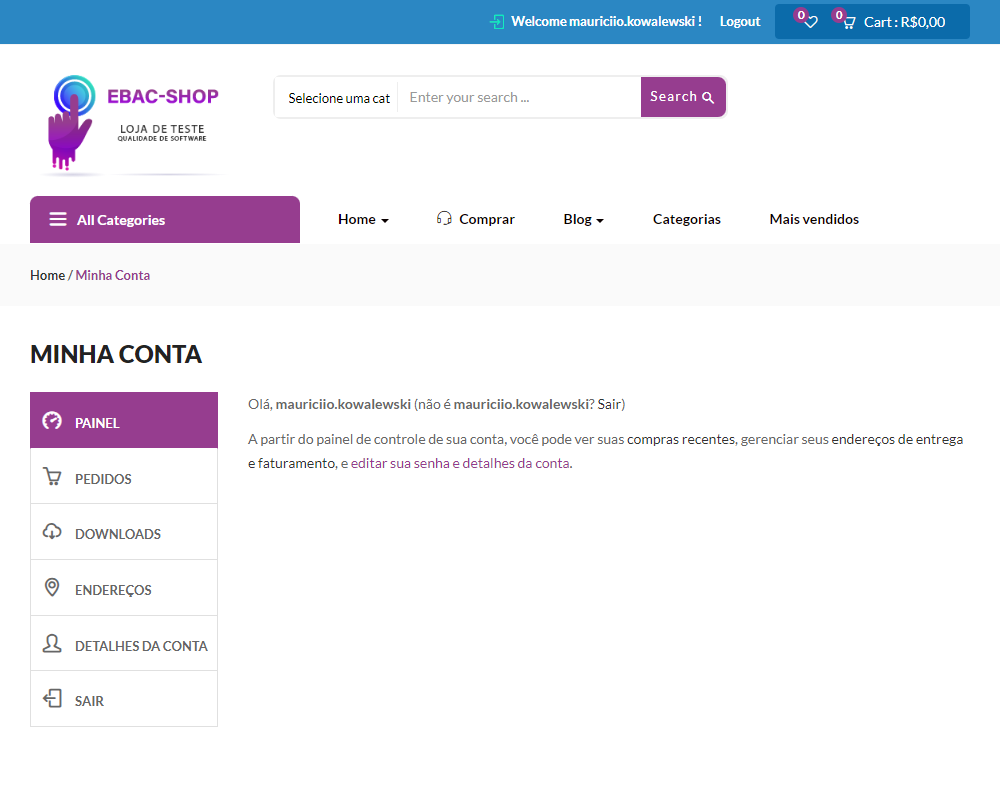 Welcome mauriciio.kowalewski ! Logout 0 0 Cart : R$0,00
EBAC-SHOP
LOJA DE TESTE
QUALIDADE DE SOFTWARE
Selecione uma cat Enter your search ... Search
All Categories Home Comprar Blog Categorias Mais vendidos
Home / Minha Conta
MINHA CONTA
PAINEL
PEDIDOS
DOWNLOADS
ENDEREÇOS
DETALHES DA CONTA
SAIR
Olá, mauriciio.kowalewski (não é mauriciio.kowalewski? Sair)
A partir do painel de controle de sua conta, você pode ver suas compras recentes, gerenciar seus endereços de entrega
e faturamento, e editar sua senha e detalhes da conta.